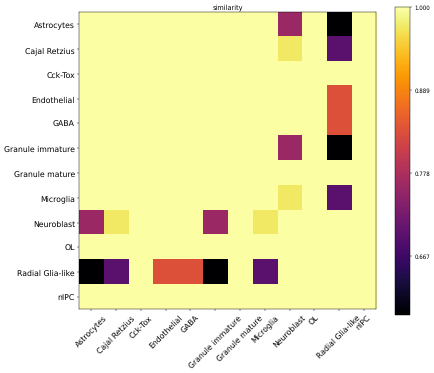 similarity
Astrocytes
Cajal Retzius
Cck-Tox
Endothelial
GABA
Granule immature
Granule mature
Microglia
Neuroblast
OL
Radial Glia-like
nIPC
Astrocytes
Cajal Retzius
Cck-Tox
Endothelial
GABA
Granule immature
Granule mature
Microglia
Neuroblast
OL
Radial Glia-like
nIPC
1.000
0.889
0.778
0.667